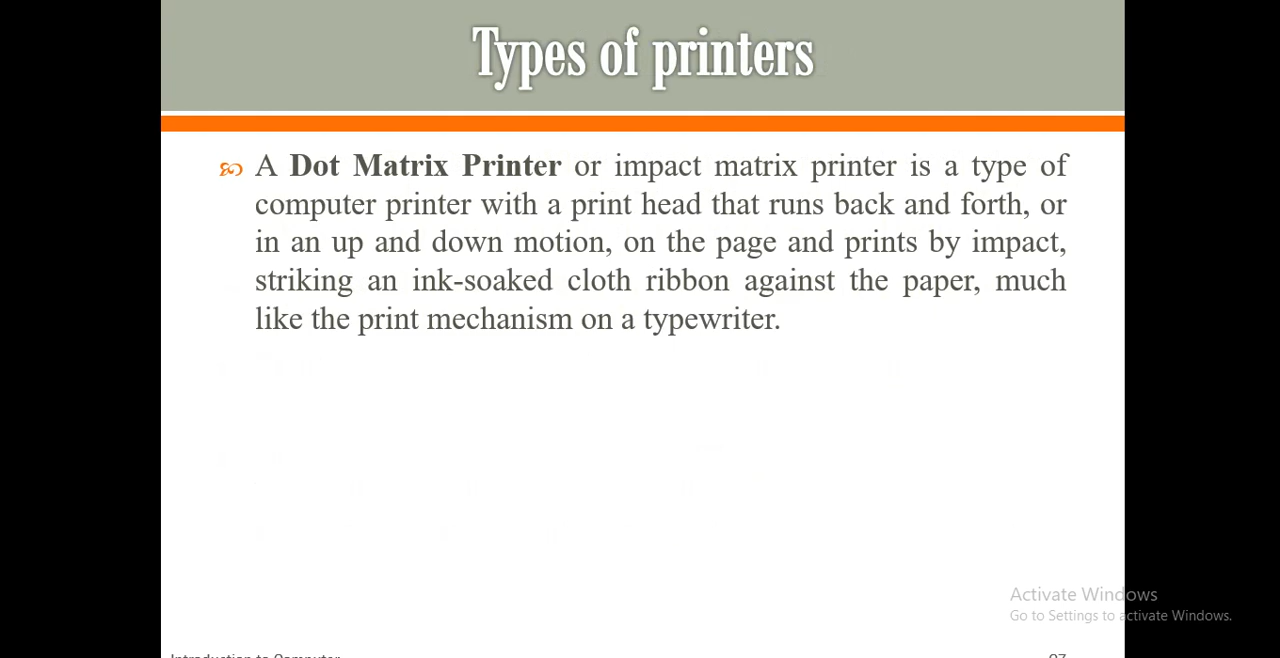 Types of printers
A Dot Matrix Printer or impact matrix printer is a type of
computer printer with a print head that runs back and forth, or
in an up and down motion, on the page and prints by impact,
striking an ink-soaked cloth ribbon against the paper, much
like the print mechanism on a typewriter.
Activate Windows
Go to Settings to activate Windows.
Introduction to Computer